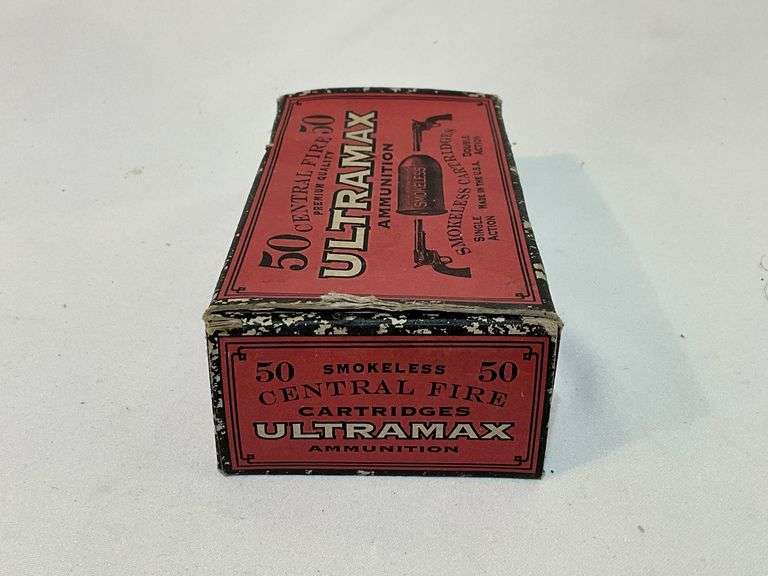 50 CENTRAL FIRE 50
PREMIUM QUALITY
ULTRAMAX
AMMUNITION
SMOKELESS
SMOKELESS CARTRIDGES
SINGLE ACTION
MADE IN THE U.S.A.
DOUBLE ACTION
50 SMOKELESS 50
CENTRAL FIRE
CARTRIDGES
ULTRAMAX
AMMUNITION